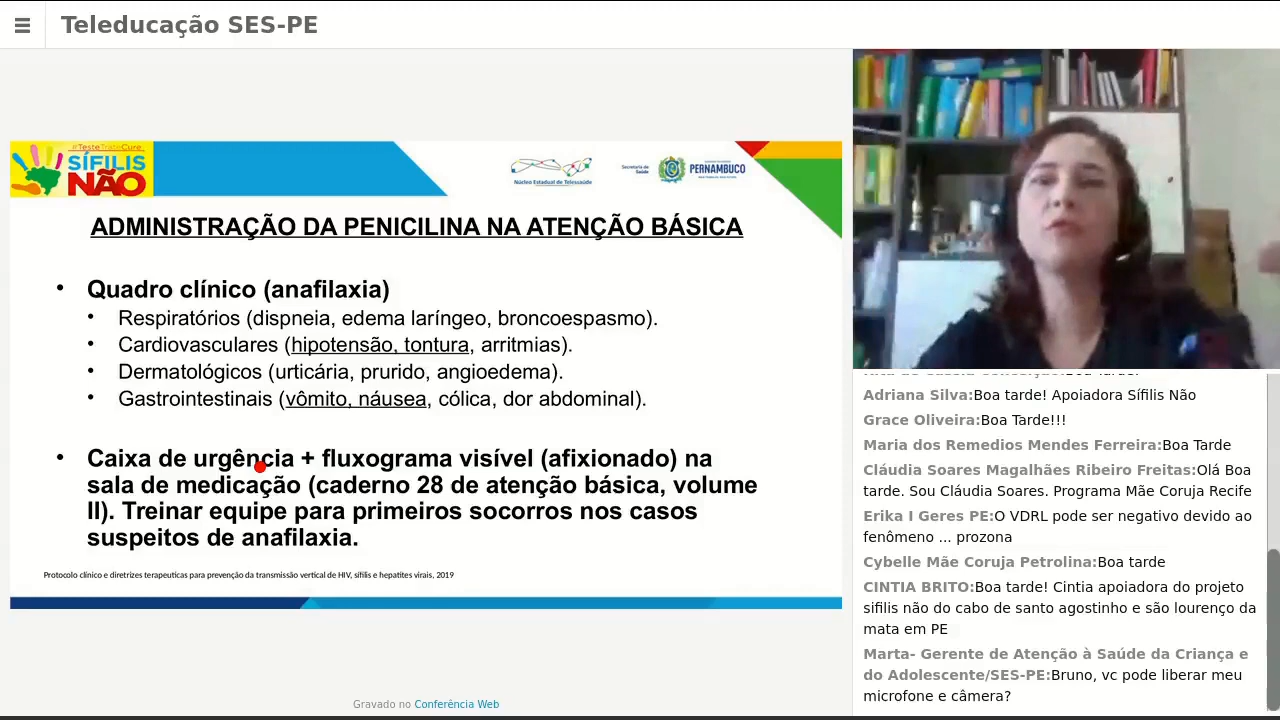 Teleducação SES-PE
#TesteTrateCure
SÍFILIS
NÃO
Núcleo Estadual de Telessaúde
Secretaria de
Saúde
PERNAMBUCO
ADMINISTRAÇÃO DA PENICILINA NA ATENÇÃO BÁSICA
• Quadro clínico (anafilaxia)
• Respiratórios (dispneia, edema laríngeo, broncoespasmo).
• Cardiovasculares (hipotensão, tontura, arritmias).
• Dermatológicos (urticária, prurido, angioedema).
• Gastrointestinais (vômito, náusea, cólica, dor abdominal).
• Caixa de urgência + fluxograma visível (afixionado) na
sala de medicação (caderno 28 de atenção básica, volume
II). Treinar equipe para primeiros socorros nos casos
suspeitos de anafilaxia.
Protocolo clínico e diretrizes terapeuticas para prevenção da transmissão vertical de HIV, sífilis e hepatites virais, 2019
Gravado no Conferência Web
Adriana Silva:Boa tarde! Apoiadora Sífilis Não
Grace Oliveira:Boa Tarde!!!
Maria dos Remedios Mendes Ferreira:Boa Tarde
Cláudia Soares Magalhães Ribeiro Freitas:Olá Boa
tarde. Sou Cláudia Soares. Programa Mãe Coruja Recife
Erika I Geres PE:O VDRL pode ser negativo devido ao
fenômeno ... prozona
Cybelle Mãe Coruja Petrolina:Boa tarde
CINTIA BRITO:Boa tarde! Cintia apoiadora do projeto
sifilis não do cabo de santo agostinho e são lourenço da
mata em PE
Marta- Gerente de Atenção à Saúde da Criança e
do Adolescente/SES-PE:Bruno, vc pode liberar meu
microfone e câmera?